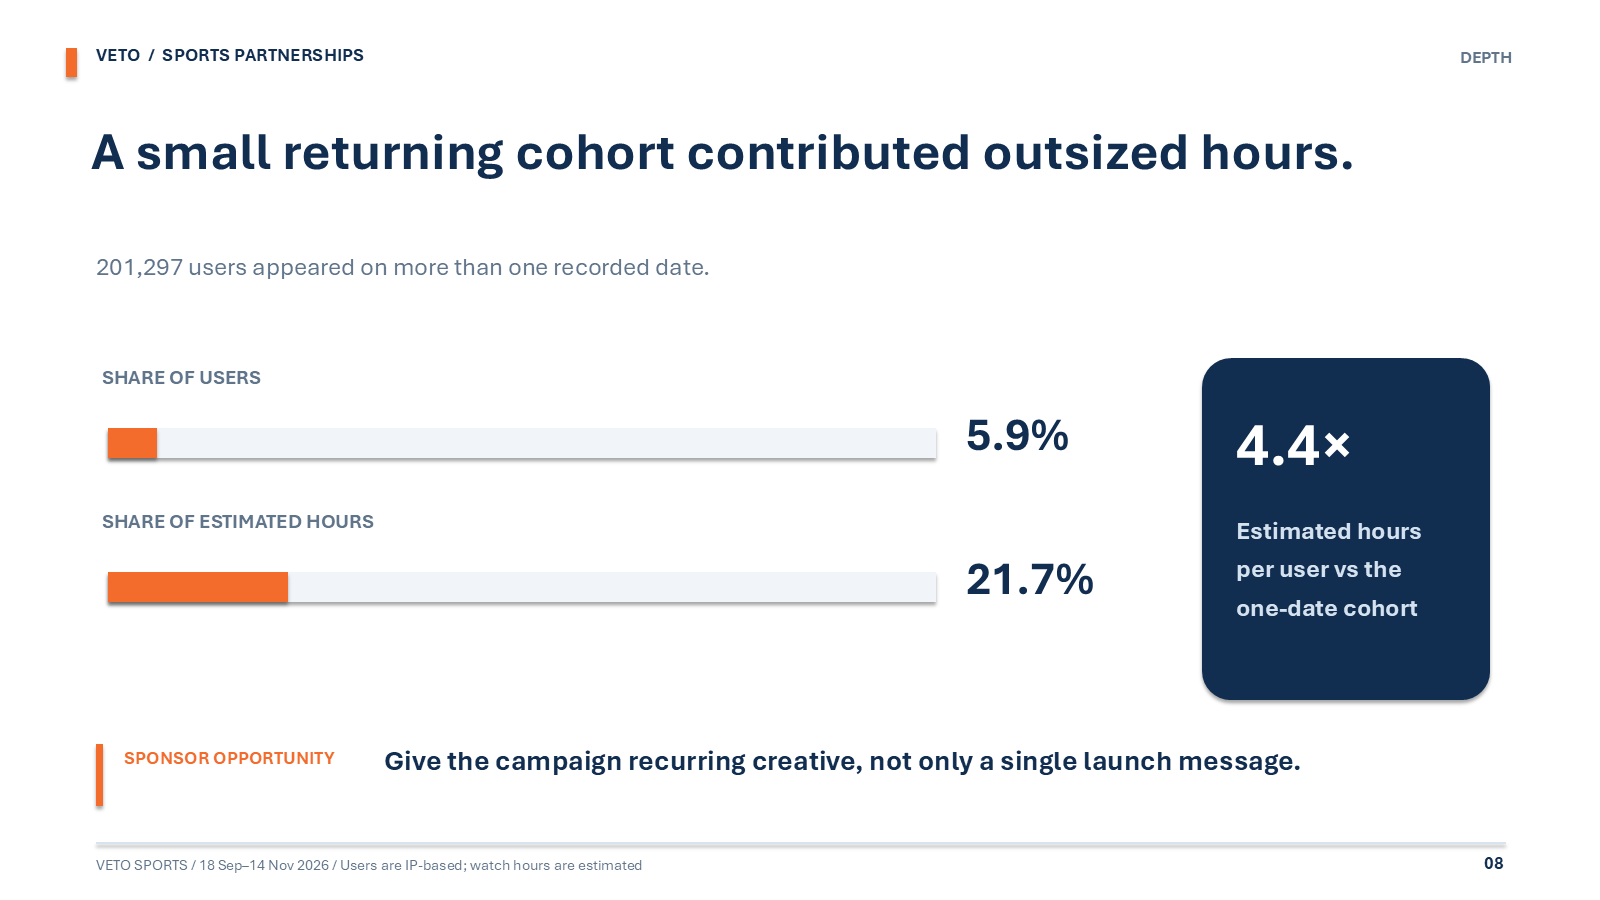 VETO / SPORTS PARTNERSHIPS
DEPTH
A small returning cohort contributed outsized hours.
201,297 users appeared on more than one recorded date.
SHARE OF USERS
5.9%
SHARE OF ESTIMATED HOURS
21.7%
4.4×
Estimated hours
per user vs the
one-date cohort
SPONSOR OPPORTUNITY
Give the campaign recurring creative, not only a single launch message.
VETO SPORTS / 18 Sep–14 Nov 2026 / Users are IP-based; watch hours are estimated
08